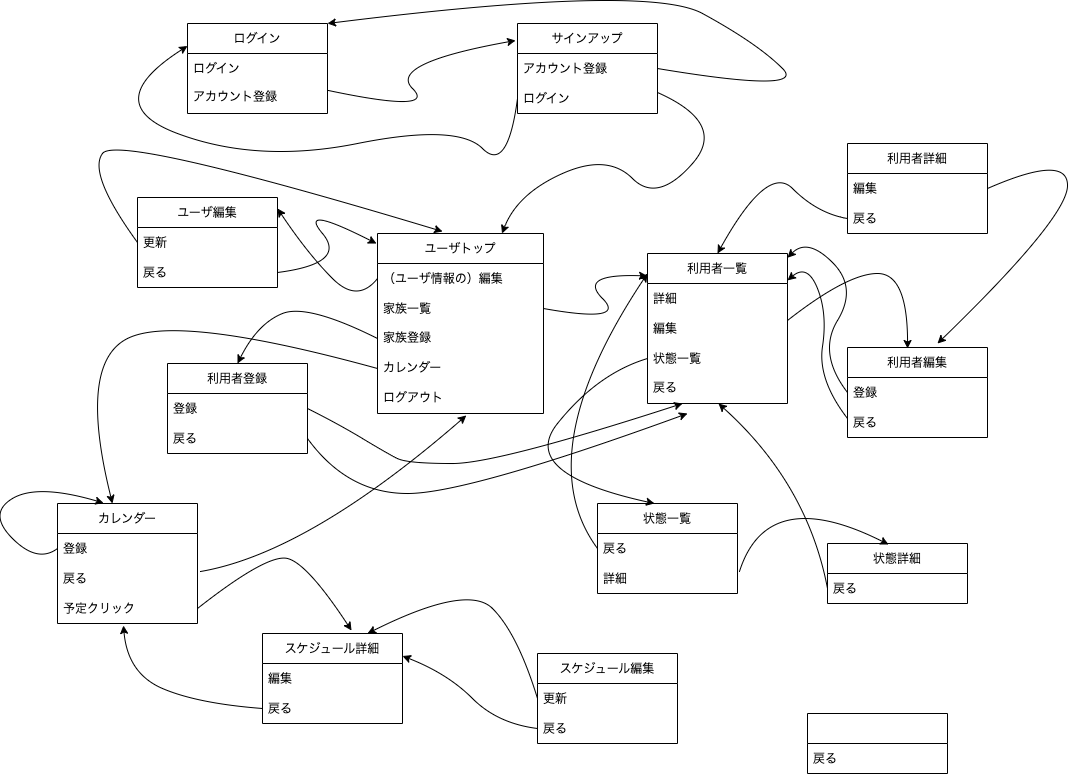 ログイン
ログイン
アカウント登録
サインアップ
アカウント登録
ログイン
利用者詳細
編集
戻る
ユーザ編集
更新
戻る
ユーザトップ
（ユーザ情報の）編集
家族一覧
家族登録
カレンダー
ログアウト
利用者一覧
詳細
編集
状態一覧
戻る
利用者編集
登録
戻る
利用者登録
登録
戻る
カレンダー
登録
戻る
予定クリック
状態一覧
戻る
詳細
状態詳細
戻る
スケジュール詳細
編集
戻る
スケジュール編集
更新
戻る
戻る